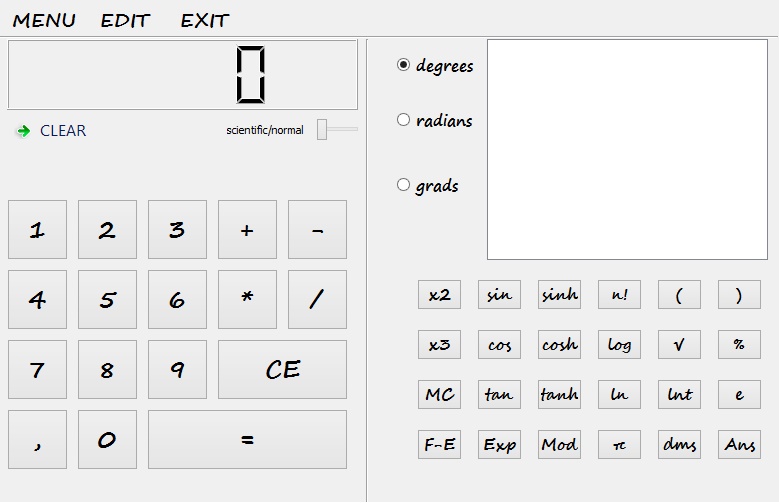 MENU EDIT EXIT
0
CLEAR
scientific/normal
1 2 3 + -
4 5 6 * /
7 8 9 CE
, 0 =
degrees
radians
grads
x2 sin sinh n! ( )
x3 cos cosh log √ %
MC tan tanh ln Int e
F-E Exp Mod π dms Ans